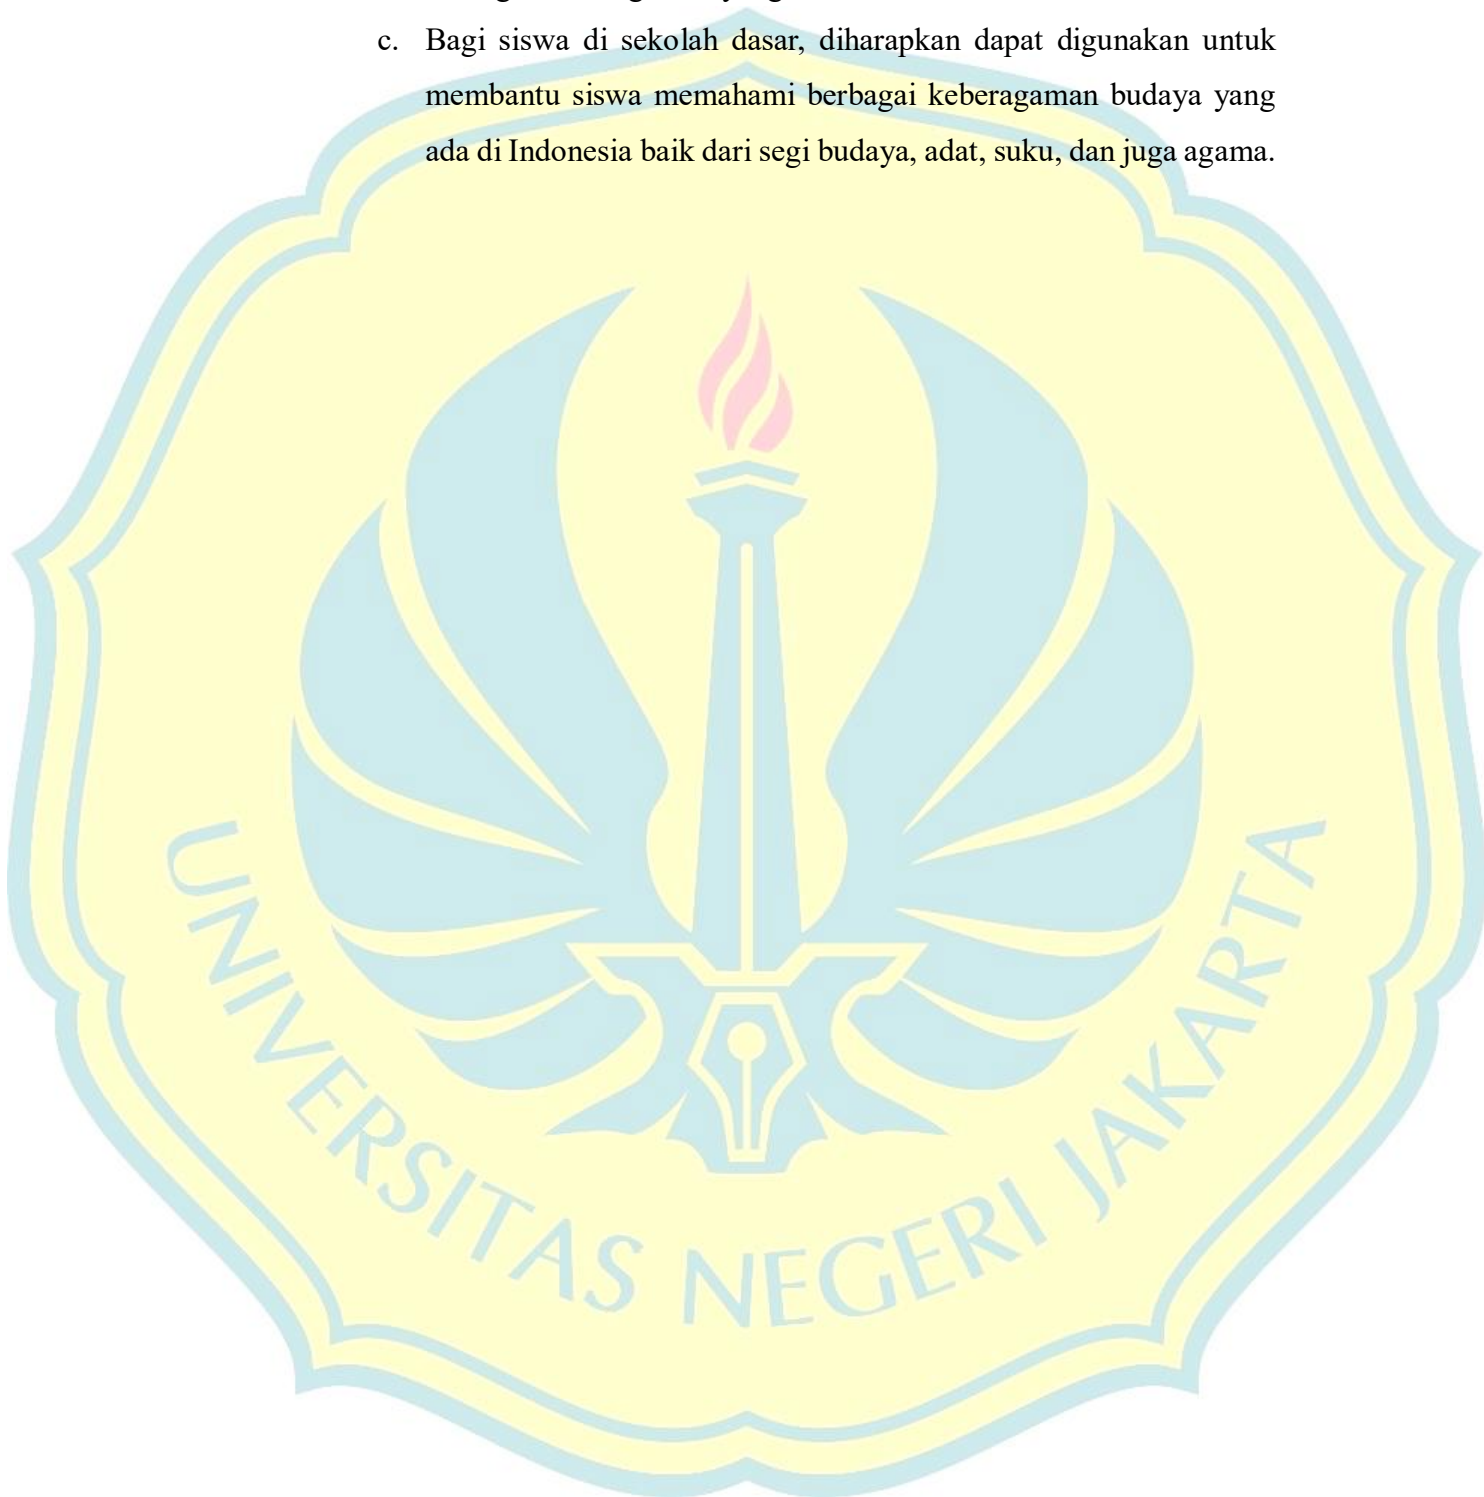 c. Bagi siswa di sekolah dasar, diharapkan dapat digunakan untuk
membantu siswa memahami berbagai keberagaman budaya yang
ada di Indonesia baik dari segi budaya, adat, suku, dan juga agama.
UNIVERSITAS NEGERI JAKARTA